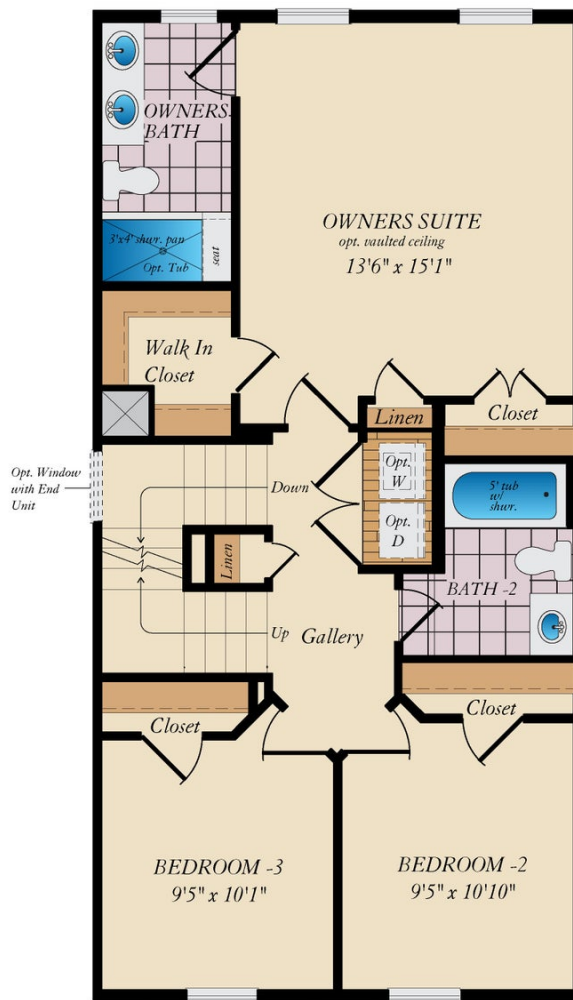 OWNERS
BATH
OWNERS SUITE
opt. vaulted ceiling
13'6" x 15'1"
3'x4' shwr. pan
Opt. Tub
seat
Walk In
Closet
Linen
Closet
Opt. Window
with End
Unit
Down
Opt.
W
Opt.
D
5' tub
w/
shwr.
Linen
BATH -2
Up
Gallery
Closet
Closet
BEDROOM -3
9'5" x 10'1"
BEDROOM -2
9'5" x 10'10"